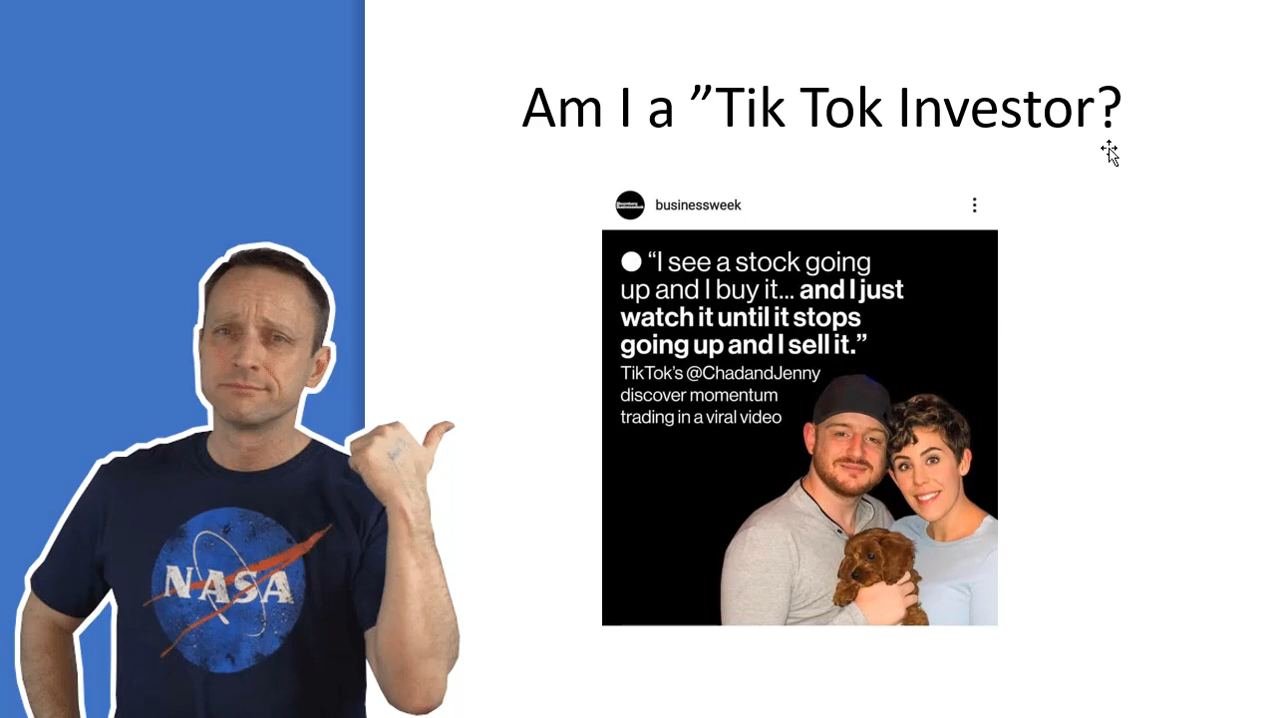 Am I a ”Tik Tok Investor?
businessweek
“I see a stock going
up and I buy it... and I just
watch it until it stops
going up and I sell it.”
TikTok’s @ChadandJenny
discover momentum
trading in a viral video
NASA